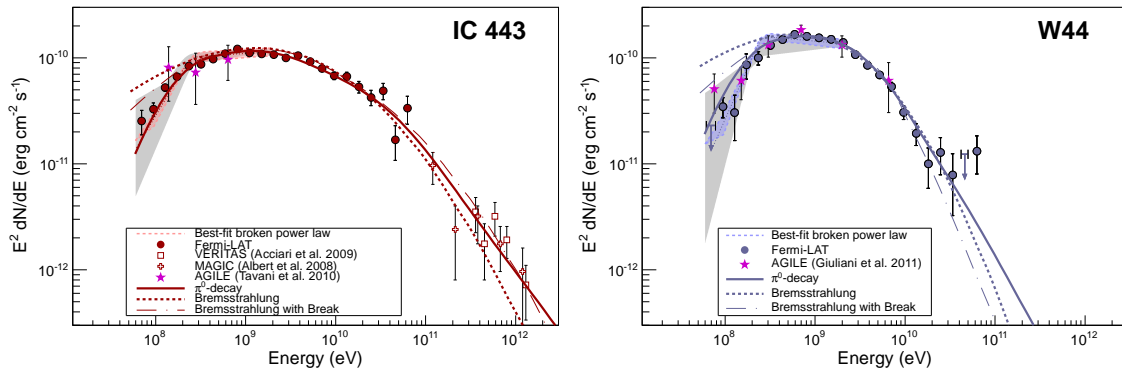 IC 443
E² dN/dE (erg cm⁻² s⁻¹)
10⁻¹⁰
10⁻¹¹
10⁻¹²
Best-fit broken power law
Fermi-LAT
VERITAS (Acciari et al. 2009)
MAGIC (Albert et al. 2008)
AGILE (Tavani et al. 2010)
π⁰-decay
Bremsstrahlung
Bremsstrahlung with Break
10⁸ 10⁹ 10¹⁰ 10¹¹ 10¹²
Energy (eV)
W44
E² dN/dE (erg cm⁻² s⁻¹)
10⁻¹⁰
10⁻¹¹
10⁻¹²
Best-fit broken power law
Fermi-LAT
AGILE (Giuliani et al. 2011)
π⁰-decay
Bremsstrahlung
Bremsstrahlung with Break
10⁸ 10⁹ 10¹⁰ 10¹¹ 10¹²
Energy (eV)